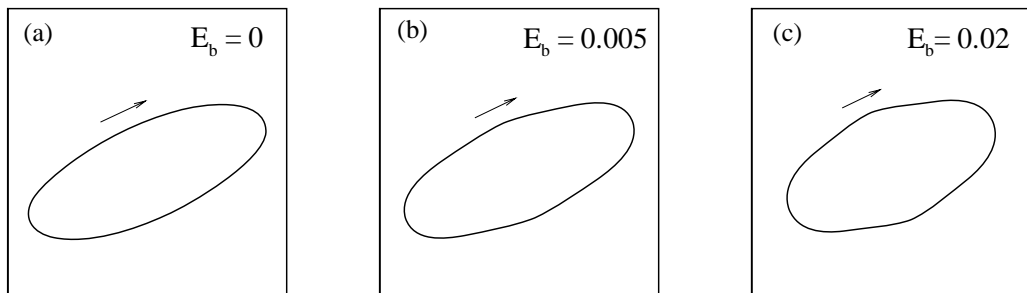 (a) E_b = 0
(b) E_b = 0.005
(c) E_b = 0.02